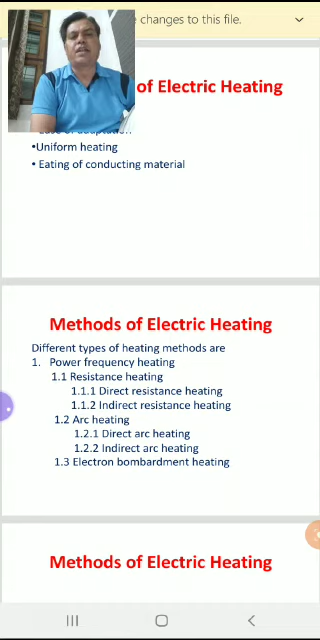 changes to this file.
of Electric Heating
• Ease of adaptation
•Uniform heating
• Eating of conducting material
Methods of Electric Heating
Different types of heating methods are
1. Power frequency heating
1.1 Resistance heating
1.1.1 Direct resistance heating
1.1.2 Indirect resistance heating
1.2 Arc heating
1.2.1 Direct arc heating
1.2.2 Indirect arc heating
1.3 Electron bombardment heating
Methods of Electric Heating